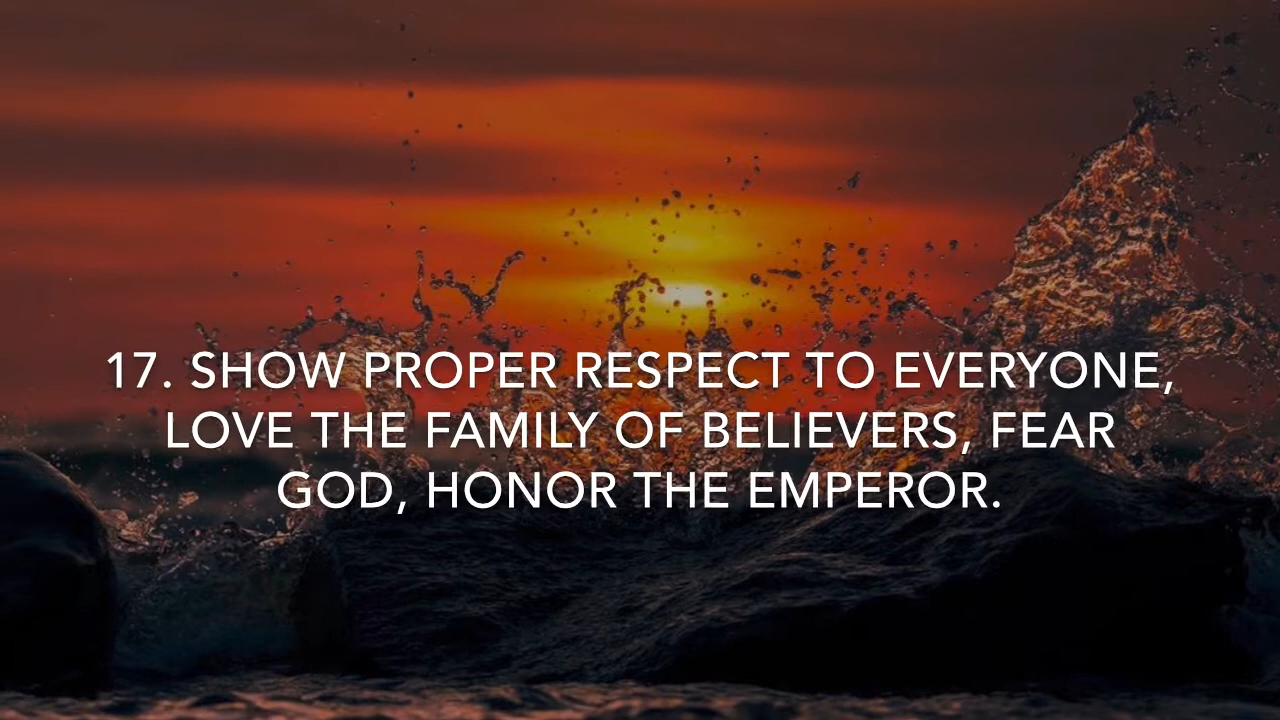 17. SHOW PROPER RESPECT TO EVERYONE,
LOVE THE FAMILY OF BELIEVERS, FEAR
GOD, HONOR THE EMPEROR.